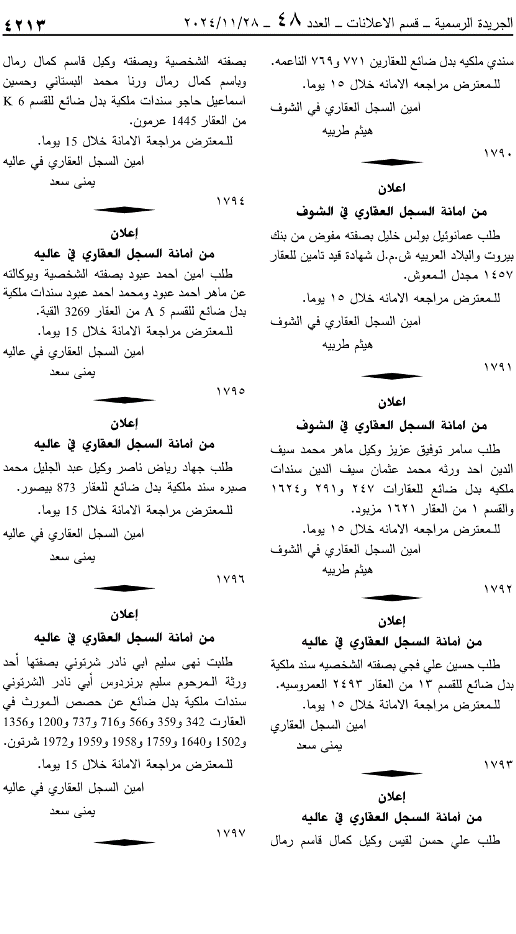 الجريدة الرسمية ــ قسم الاعلانات ــ العدد ٤٨ ــ ٢٠٢٤/١١/٢٨
٤٢١٣
سندي ملكيه بدل ضائع للعقارين ٧٧١ و٧٦٩ الناعمه.
للمعترض مراجعه الامانه خلال ١٥ يوما.
امين السجل العقاري في الشوف
هيثم طربيه
١٧٩٠
اعلان
من امانة السجل العقاري في الشوف
طلب عمانوئيل بولس خليل بصفته مفوض من بنك
بيروت والبلاد العربيه ش.م.ل شهادة قيد تامين للعقار
١٤٥٧ مجدل المعوش.
للمعترض مراجعه الامانه خلال ١٥ يوما.
امين السجل العقاري في الشوف
هيثم طربيه
١٧٩١
اعلان
من امانة السجل العقاري في الشوف
طلب سامر توفيق عزيز وكيل ماهر محمد سيف
الدين احد ورثه محمد عثمان سيف الدين سندات
ملكيه بدل ضائع للعقارات ٢٤٧ و٢٩١ و١٦٢٤
والقسم ١ من العقار ١٦٢١ مزبود.
للمعترض مراجعه الامانه خلال ١٥ يوما.
امين السجل العقاري في الشوف
هيثم طربيه
١٧٩٢
إعلان
من أمانة السجل العقاري في عاليه
طلب حسين علي فجي بصفته الشخصيه سند ملكية
بدل ضائع للقسم ١٣ من العقار ٢٤٩٣ العمروسيه.
للمعترض مراجعة الامانة خلال ١٥ يوما.
امين السجل العقاري
يمنى سعد
١٧٩٣
إعلان
من أمانة السجل العقاري في عاليه
طلب علي حسن لقيس وكيل كمال قاسم رمال
بصفته الشخصية وبصفته وكيل قاسم كمال رمال
وباسم كمال رمال ورنا محمد البستاني وحسين
اسماعيل حاجو سندات ملكية بدل ضائع للقسم K 6
من العقار 1445 عرمون.
للمعترض مراجعة الامانة خلال 15 يوما.
امين السجل العقاري في عاليه
يمنى سعد
١٧٩٤
إعلان
من أمانة السجل العقاري في عاليه
طلب امين احمد عبود بصفته الشخصية وبوكالته
عن ماهر احمد عبود ومحمد احمد عبود سندات ملكية
بدل ضائع للقسم A 5 من العقار 3269 القبة.
للمعترض مراجعة الامانة خلال 15 يوما.
امين السجل العقاري في عاليه
يمنى سعد
١٧٩٥
إعلان
من أمانة السجل العقاري في عاليه
طلب جهاد رياض ناصر وكيل عبد الجليل محمد
صبره سند ملكية بدل ضائع للعقار 873 بيصور.
للمعترض مراجعة الامانة خلال 15 يوما.
امين السجل العقاري في عاليه
يمنى سعد
١٧٩٦
إعلان
من أمانة السجل العقاري في عاليه
طلبت نهى سليم ابي نادر شرتوني بصفتها أحد
ورثة المرحوم سليم برنردوس أبي نادر الشرتوني
سندات ملكية بدل ضائع عن حصص المورث في
العقارت 342 و359 و566 و716 و737 و1200 و1356
و1502 و1640 و1759 و1958 و1959 و1972 شرتون.
للمعترض مراجعة الامانة خلال 15 يوما.
امين السجل العقاري في عاليه
يمنى سعد
١٧٩٧